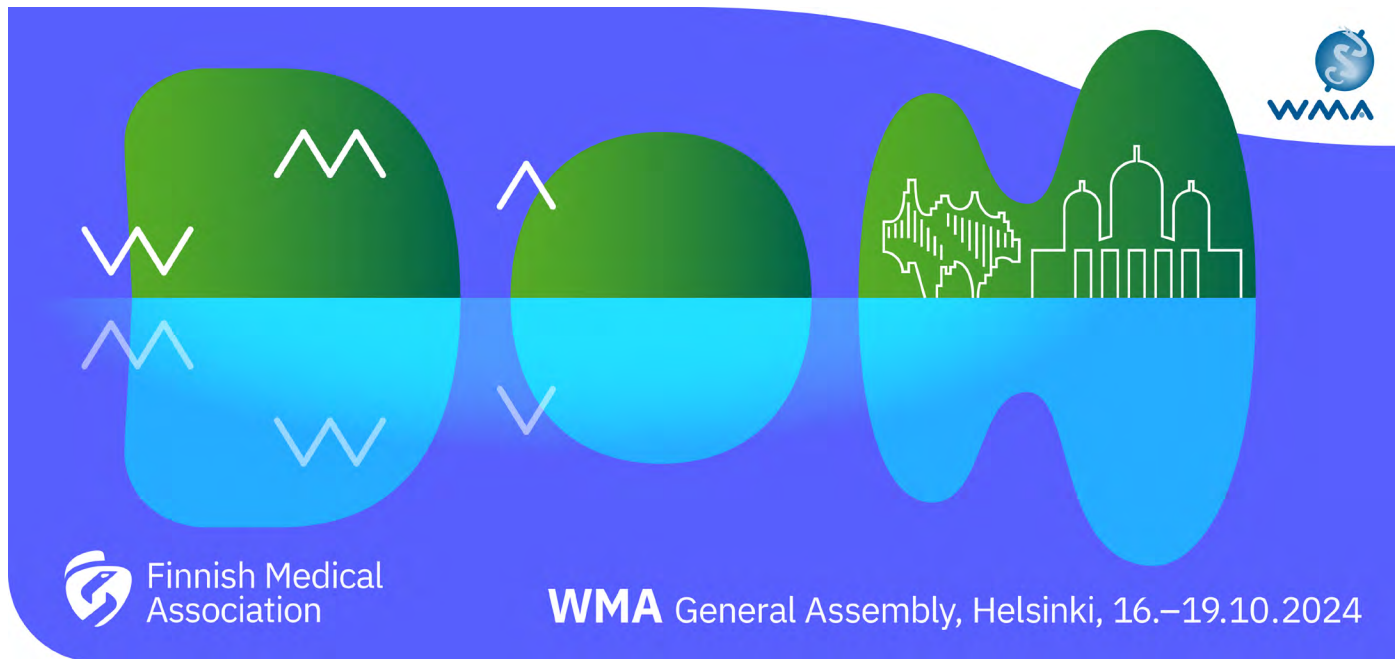 WMA
Finnish Medical
Association
WMA General Assembly, Helsinki, 16.–19.10.2024